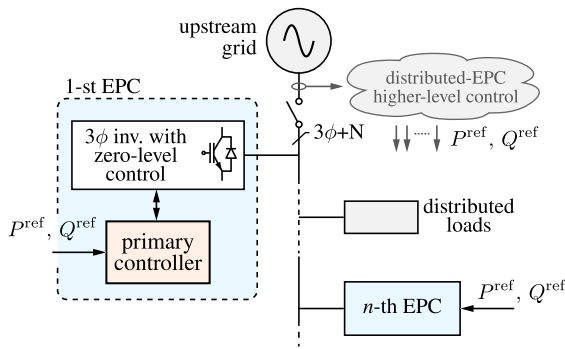 upstream
grid
distributed-EPC
higher-level control
1-st EPC
3ϕ+N
P^ref, Q^ref
3ϕ inv. with
zero-level
control
distributed
loads
P^ref, Q^ref
primary
controller
P^ref, Q^ref
n-th EPC